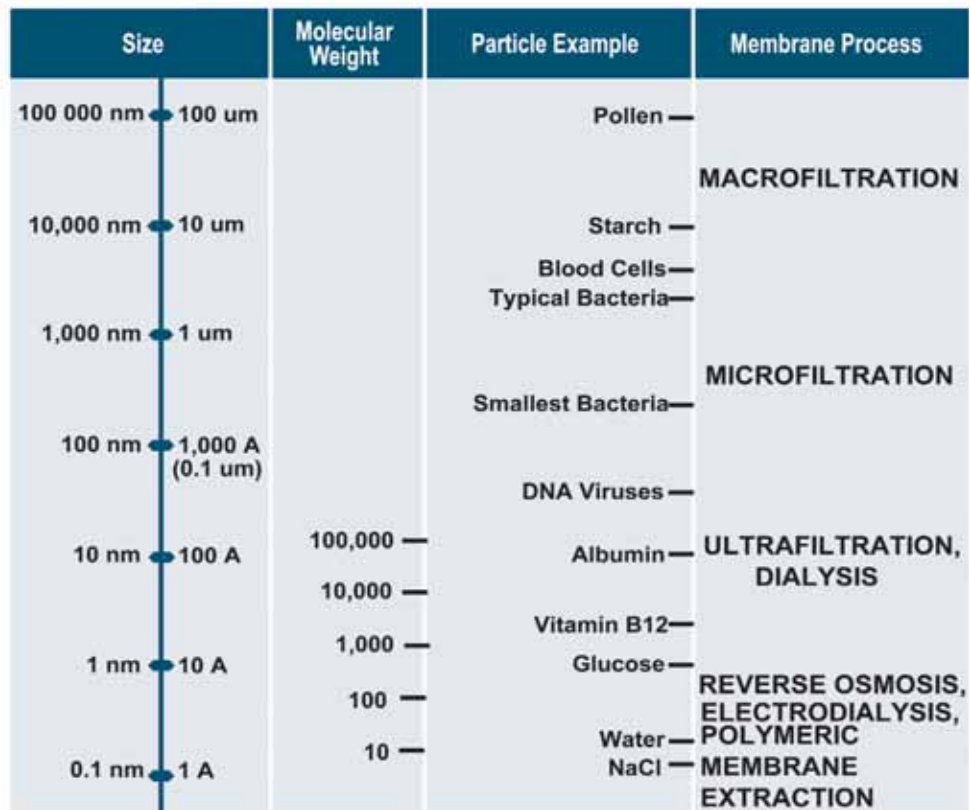 Size
Molecular
Weight
Particle Example
Membrane Process
100 000 nm 100 um
Pollen
MACROFILTRATION
10,000 nm 10 um
Starch
Blood Cells
Typical Bacteria
1,000 nm 1 um
MICROFILTRATION
Smallest Bacteria
100 nm 1,000 A
(0.1 um)
DNA Viruses
100,000
10 nm 100 A
Albumin
ULTRAFILTRATION,
DIALYSIS
10,000
Vitamin B12
1,000
1 nm 10 A
Glucose
REVERSE OSMOSIS,
ELECTRODIALYSIS,
POLYMERIC
MEMBRANE
EXTRACTION
100
Water
10
NaCl
0.1 nm 1 A